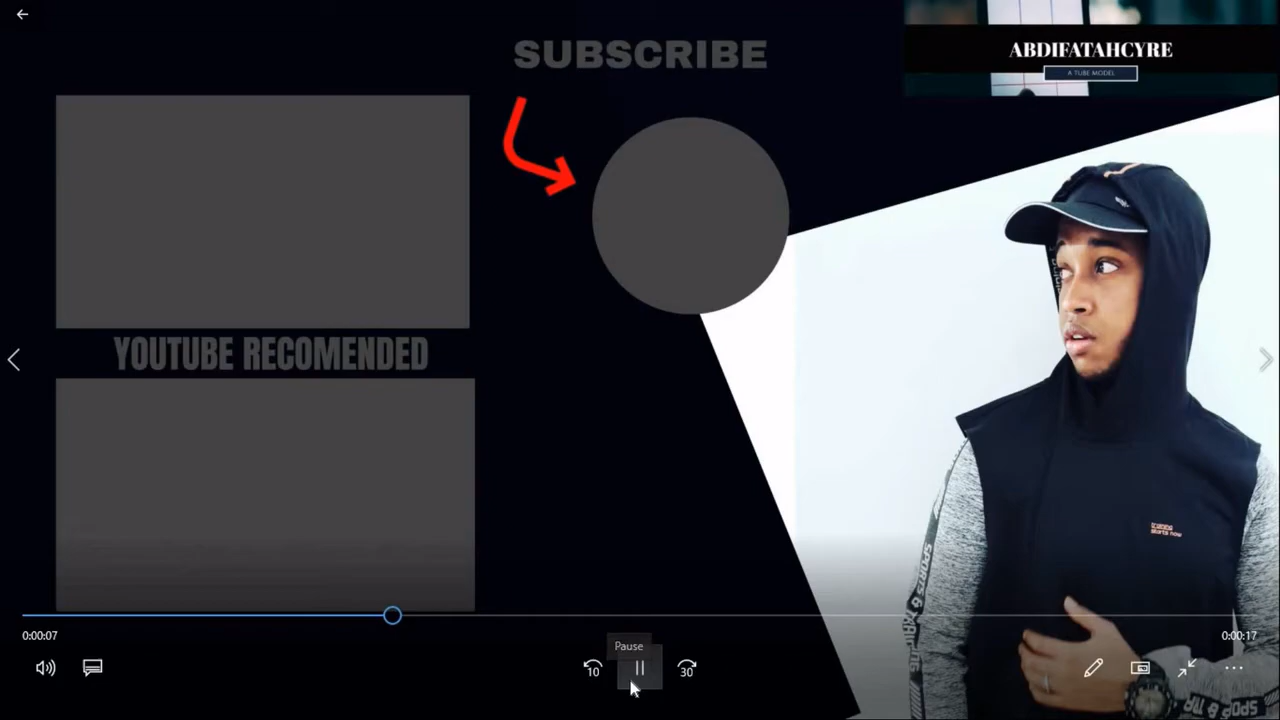 SUBSCRIBE
ABDIFATAHCYRE
A TUBE MODEL
YOUTUBE RECOMENDED
0:00:07
Pause
10
30
0:00:17